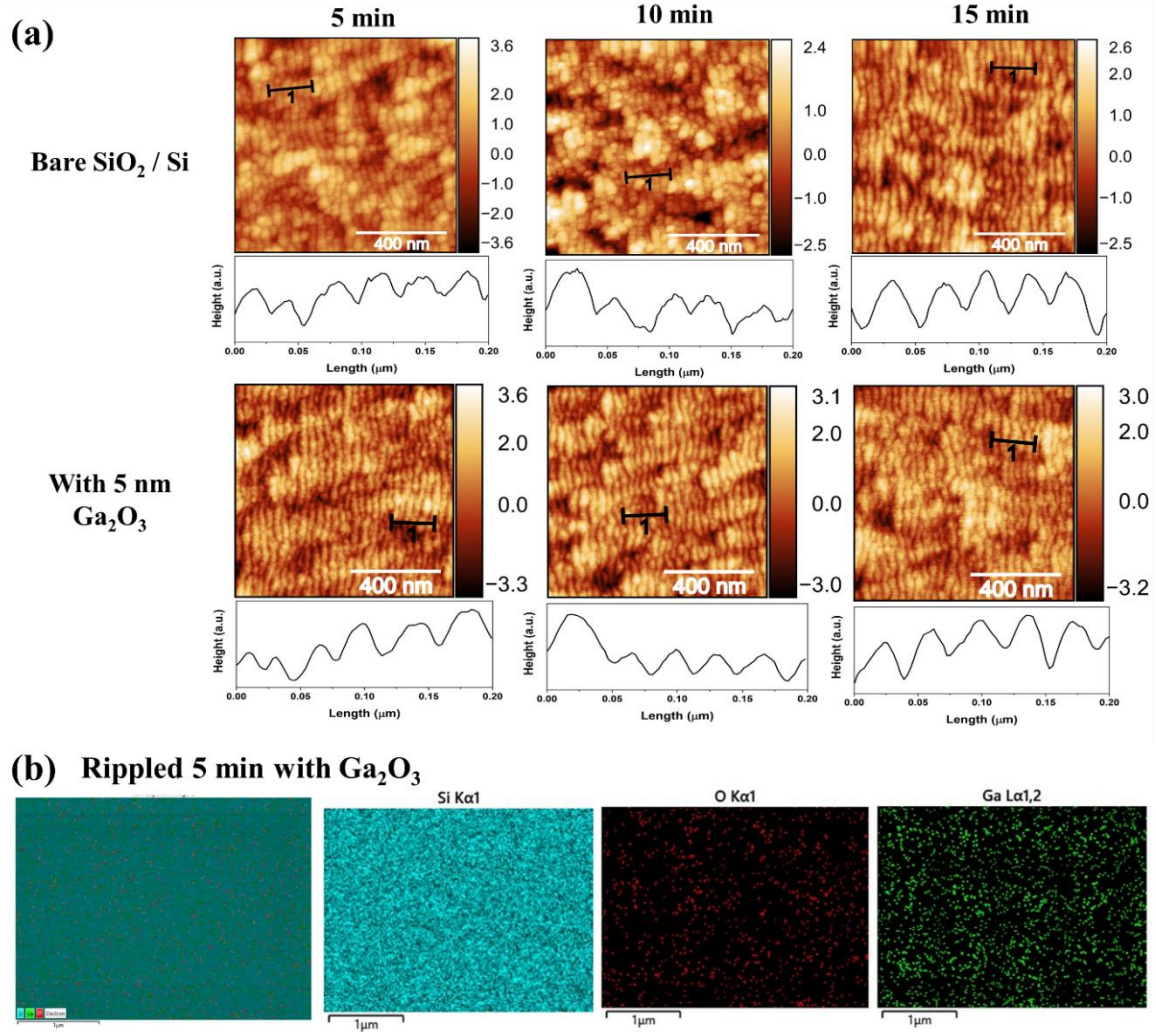 (a)
5 min
10 min
15 min
Bare SiO₂ / Si
1
400 nm
3.6
2.0
0.0
−1.0
−2.0
−3.6
1
400 nm
2.4
1.0
0.0
−1.0
−2.5
1
400 nm
2.6
2.0
1.0
0.0
−1.0
−2.5
Height (a.u.)
0.00 0.05 0.10 0.15 0.20
Length (µm)
Height (a.u.)
0.00 0.05 0.10 0.15 0.20
Length (µm)
Height (a.u.)
0.00 0.05 0.10 0.15 0.20
Length (µm)
With 5 nm
Ga₂O₃
1
400 nm
3.6
2.0
0.0
−3.3
1
400 nm
3.1
2.0
0.0
−3.0
1
400 nm
3.0
2.0
0.0
−3.2
Height (a.u.)
0.00 0.05 0.10 0.15 0.20
Length (µm)
Height (a.u.)
0.00 0.05 0.10 0.15 0.20
Length (µm)
Height (a.u.)
0.00 0.05 0.10 0.15 0.20
Length (µm)
(b) Rippled 5 min with Ga₂O₃
Si Kα1
O Kα1
Ga Lα1,2
Si Ga O Electron
1µm
1µm
1µm
1µm